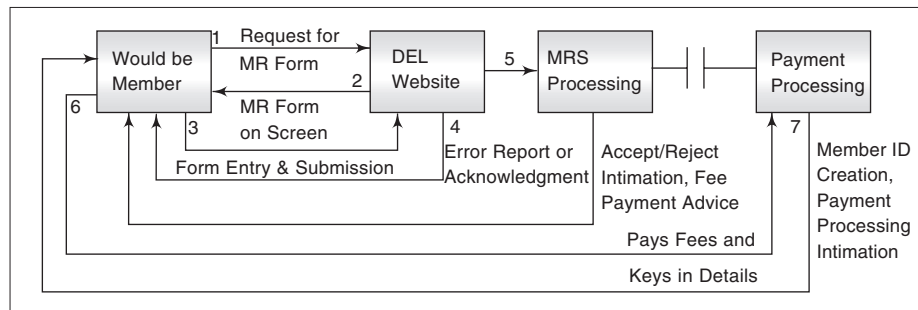 Would be
Member
1
Request for
MR Form
2
MR Form
on Screen
3
Form Entry & Submission
DEL
Website
4
Error Report or
Acknowledgment
5
MRS
Processing
Accept/Reject
Intimation, Fee
Payment Advice
Payment
Processing
6
Pays Fees and
Keys in Details
7
Member ID
Creation,
Payment
Processing
Intimation